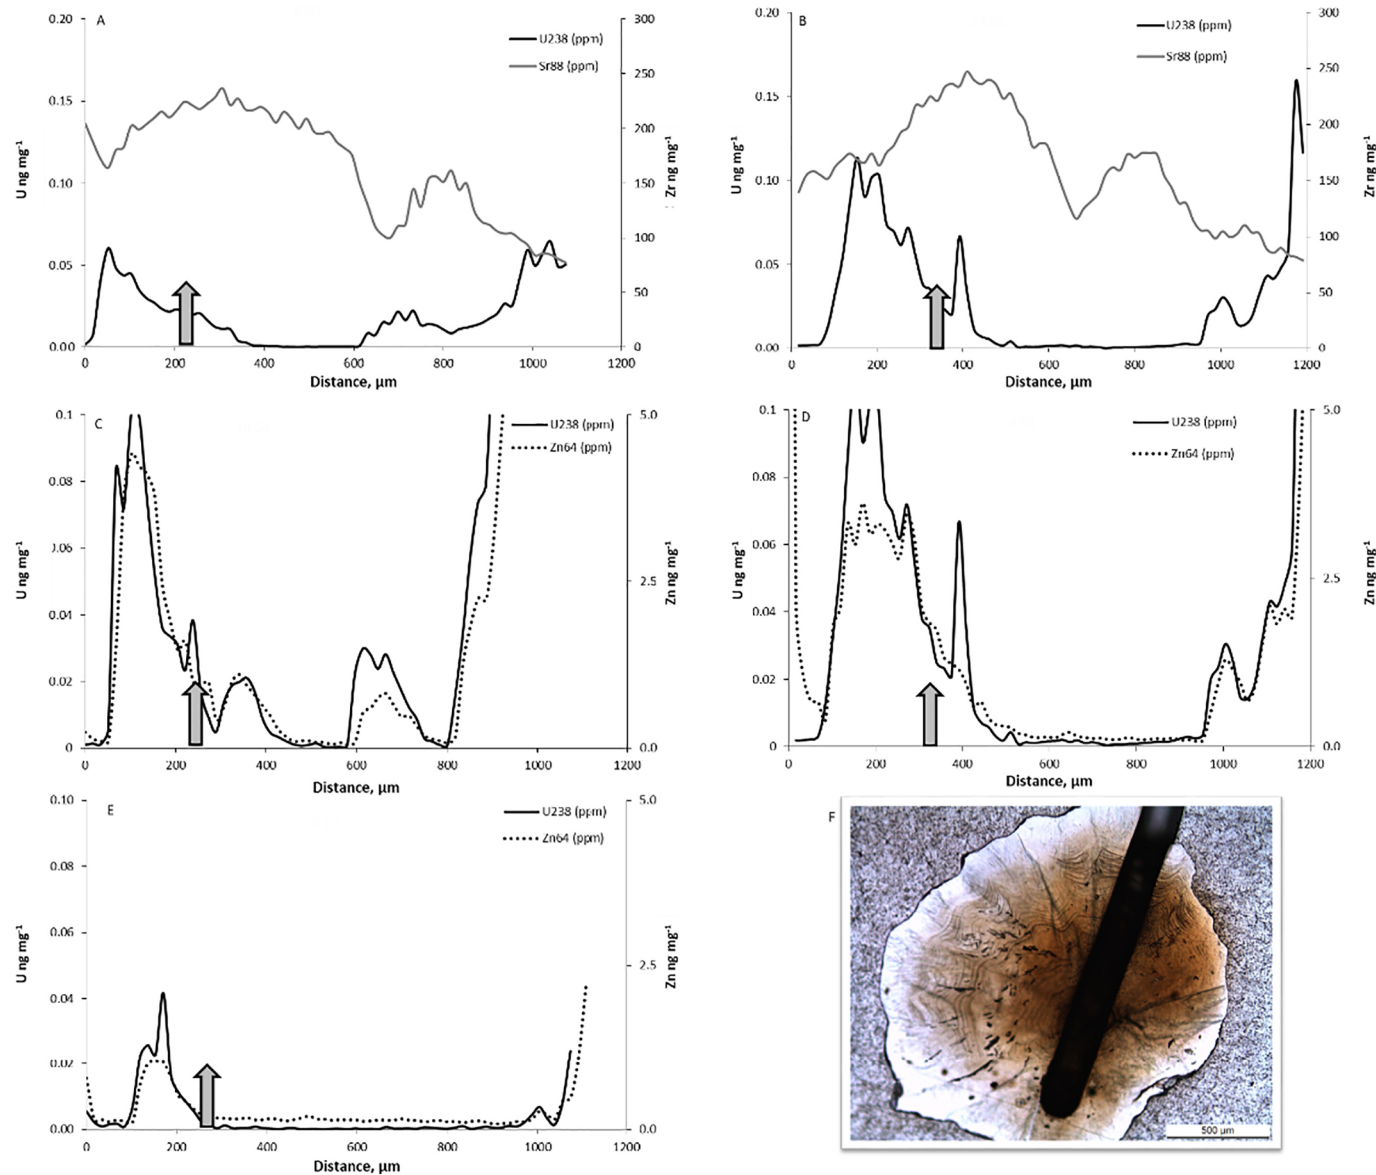 A
U238 (ppm)
Sr88 (ppm)
0.20
0.15
0.10
0.05
0.00
300
250
200
150
100
50
0
0 200 400 600 800 1000 1200
U ng mg-1
Zr ng mg-1
Distance, µm
B
U238 (ppm)
Sr88 (ppm)
0.20
0.15
0.10
0.05
0.00
300
250
200
150
100
50
0
0 200 400 600 800 1000 1200
U ng mg-1
Zr ng mg-1
Distance, µm
C
U238 (ppm)
Zn64 (ppm)
0.1
0.08
0.06
0.04
0.02
0
5.0
2.5
0.0
0 200 400 600 800 1000 1200
U ng mg-1
Zn ng mg-1
Distance, µm
D
U238 (ppm)
Zn64 (ppm)
0.1
0.08
0.06
0.04
0.02
0
5.0
2.5
0.0
0 200 400 600 800 1000 1200
U ng mg-1
Zn ng mg-1
Distance, µm
E
U238 (ppm)
Zn64 (ppm)
0.10
0.08
0.06
0.04
0.02
0.00
5.0
2.5
0.0
0 200 400 600 800 1000 1200
U ng mg-1
Zn ng mg-1
Distance, µm
F
500 µm